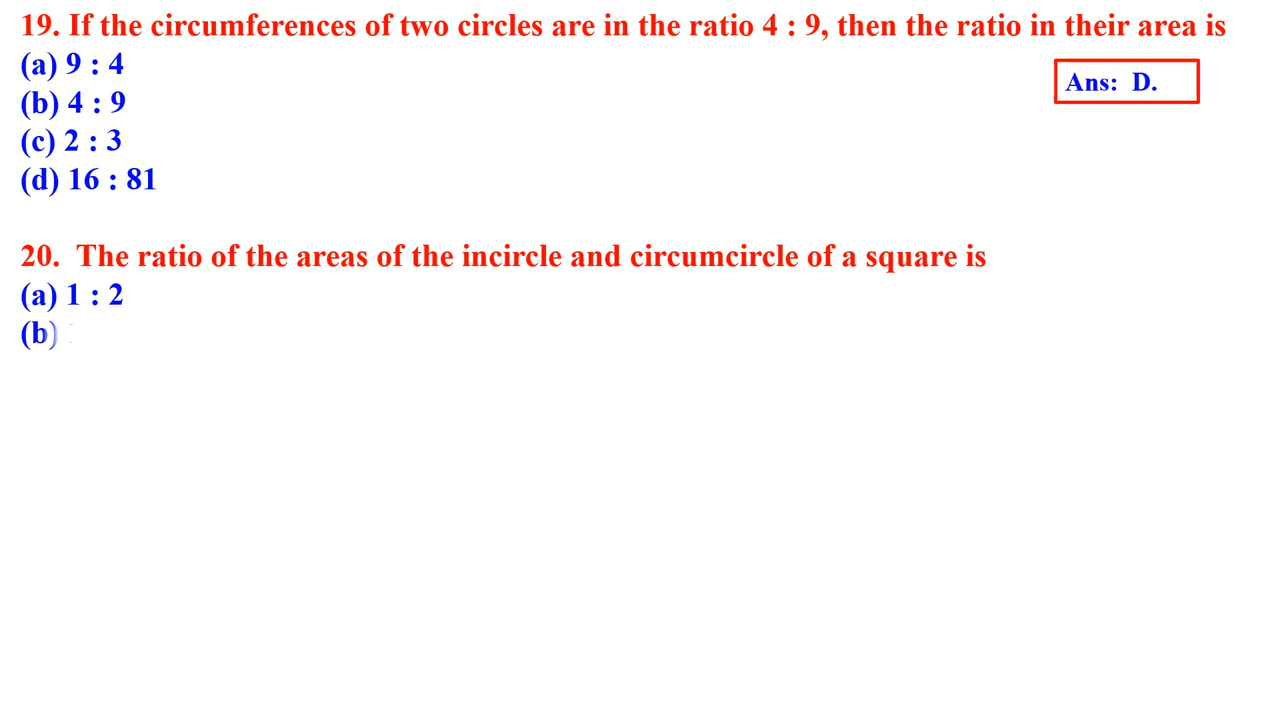 19. If the circumferences of two circles are in the ratio 4 : 9, then the ratio in their area is
(a) 9 : 4
Ans: D.
(b) 4 : 9
(c) 2 : 3
(d) 16 : 81
20. The ratio of the areas of the incircle and circumcircle of a square is
(a) 1 : 2
(b)